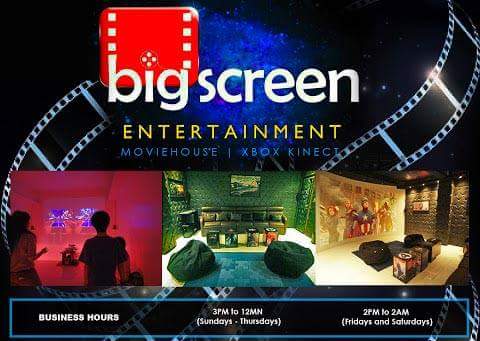 bigscreen
ENTERTAINMENT
MOVIEHOUSE | XBOX KINECT
BUSINESS HOURS
3PM to 12MN
(Sundays - Thursdays)
2PM to 2AM
(Fridays and Saturdays)